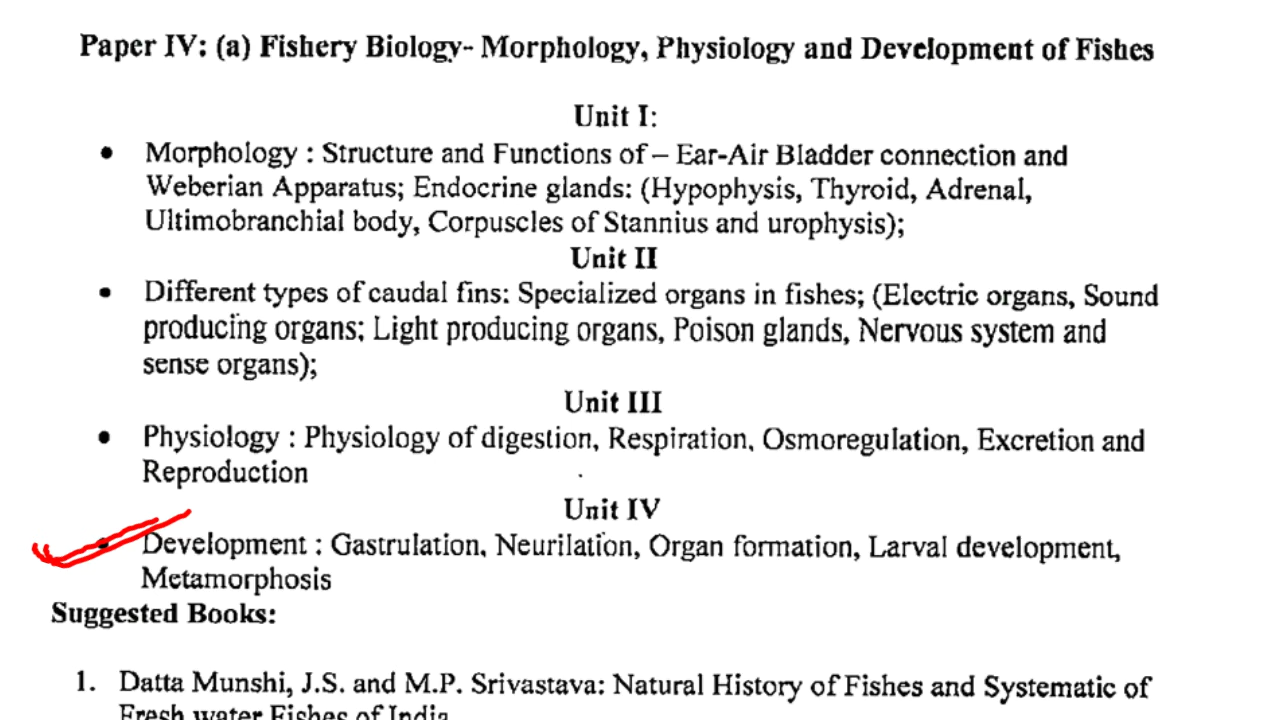 Paper IV: (a) Fishery Biology- Morphology, Physiology and Development of Fishes
Unit I:
• Morphology : Structure and Functions of – Ear-Air Bladder connection and
Weberian Apparatus; Endocrine glands: (Hypophysis, Thyroid, Adrenal,
Ultimobranchial body, Corpuscles of Stannius and urophysis);
Unit II
• Different types of caudal fins: Specialized organs in fishes; (Electric organs, Sound
producing organs; Light producing organs, Poison glands, Nervous system and
sense organs);
Unit III
• Physiology : Physiology of digestion, Respiration, Osmoregulation, Excretion and
Reproduction
Unit IV
• Development : Gastrulation, Neurilation, Organ formation, Larval development,
Metamorphosis
Suggested Books:
1. Datta Munshi, J.S. and M.P. Srivastava: Natural History of Fishes and Systematic of
Fresh water Fishes of India